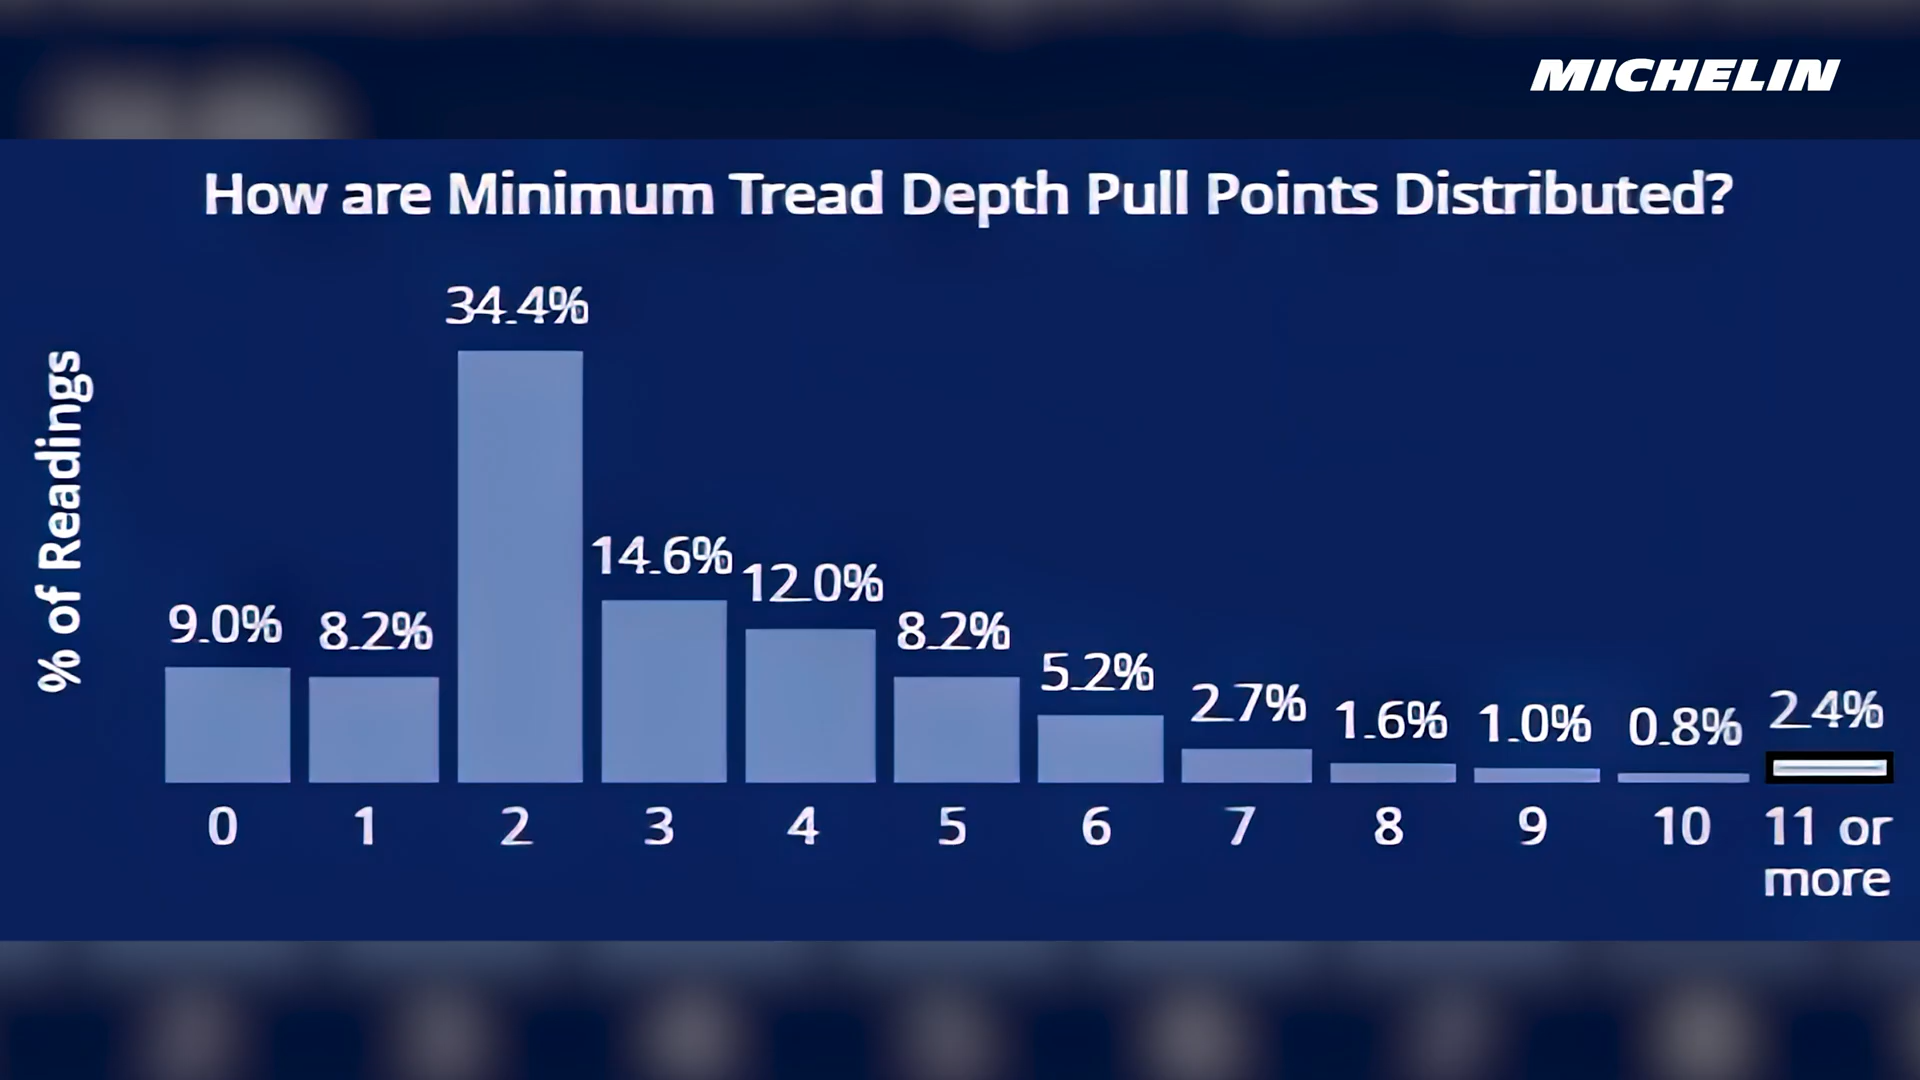 MICHELIN
How are Minimum Tread Depth Pull Points Distributed?
% of Readings
34.4%
14.6%
12.0%
9.0%
8.2%
8.2%
5.2%
2.7%
1.6%
1.0%
0.8%
2.4%
0 1 2 3 4 5 6 7 8 9 10 11 or
more